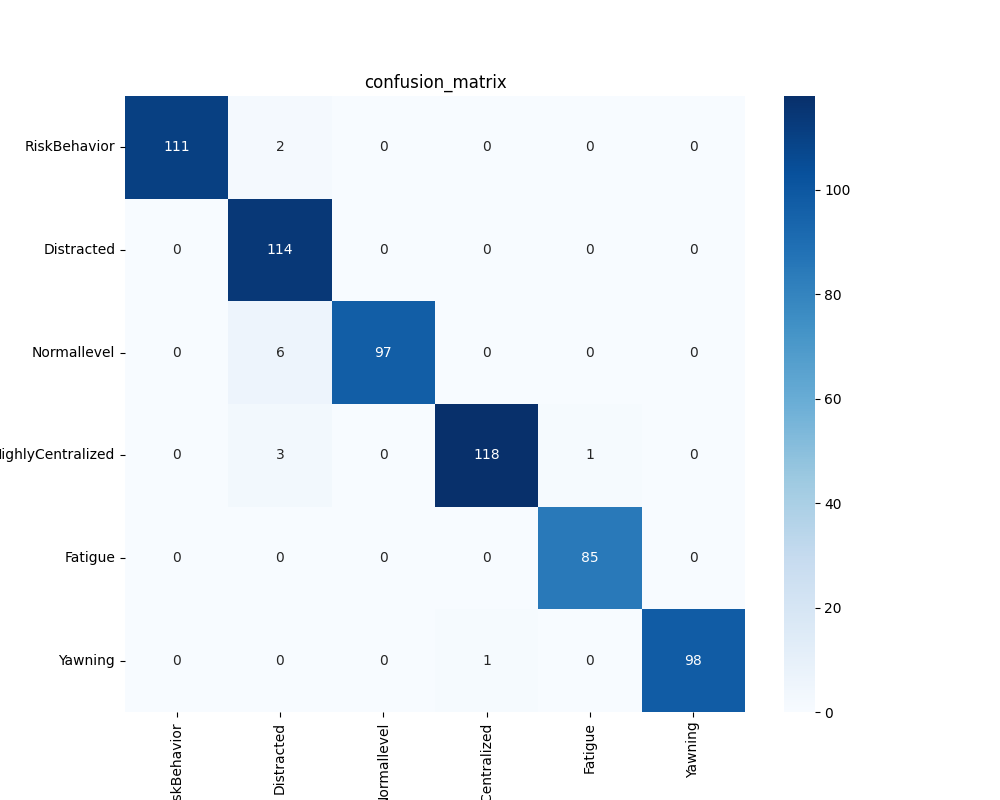 confusion_matrix
RiskBehavior 111 2 0 0 0 0
Distracted 0 114 0 0 0 0
Normallevel 0 6 97 0 0 0
ighlyCentralized 0 3 0 118 1 0
Fatigue 0 0 0 0 85 0
Yawning 0 0 0 1 0 98
skBehavior
Distracted
Normallevel
Centralized
Fatigue
Yawning
100
80
60
40
20
0